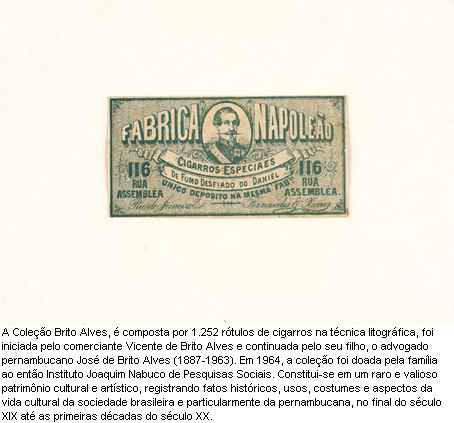 FABRICA NAPOLEÃO
CIGARROS ESPECIAES
DE FUMO DESFIADO DO DANIEL
UNICO DEPOSITO NA MESMA FABᶜᵃ
116 116
RUA RUA
ASSEMBLEA ASSEMBLEA.
Rio de Janeiro
A Coleção Brito Alves, é composta por 1.252 rótulos de cigarros na técnica litográfica, foi
iniciada pelo comerciante Vicente de Brito Alves e continuada pelo seu filho, o advogado
pernambucano José de Brito Alves (1887-1963). Em 1964, a coleção foi doada pela família
ao então Instituto Joaquim Nabuco de Pesquisas Sociais. Constitui-se em um raro e valioso
patrimônio cultural e artístico, registrando fatos históricos, usos, costumes e aspectos da
vida cultural da sociedade brasileira e particularmente da pernambucana, no final do século
XIX até as primeiras décadas do século XX.